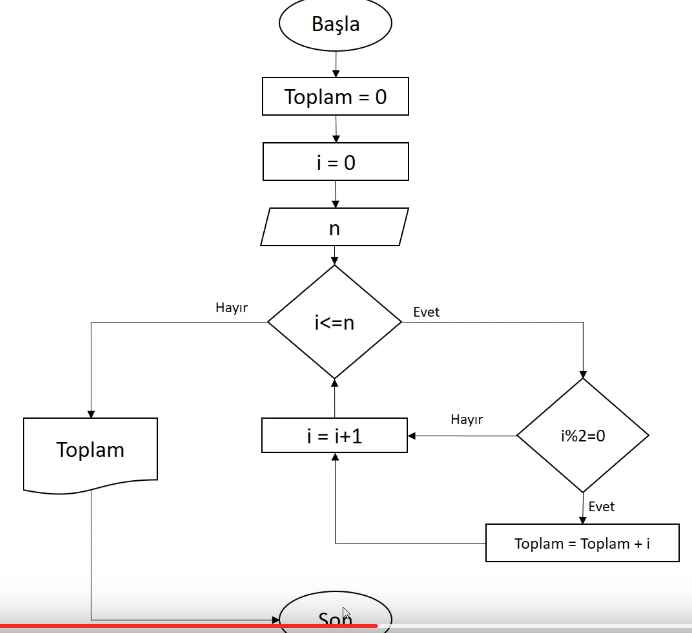 Başla
Toplam = 0
i = 0
n
i<=n
Hayır
Evet
Toplam
i = i+1
Hayır
i%2=0
Evet
Toplam = Toplam + i
Son